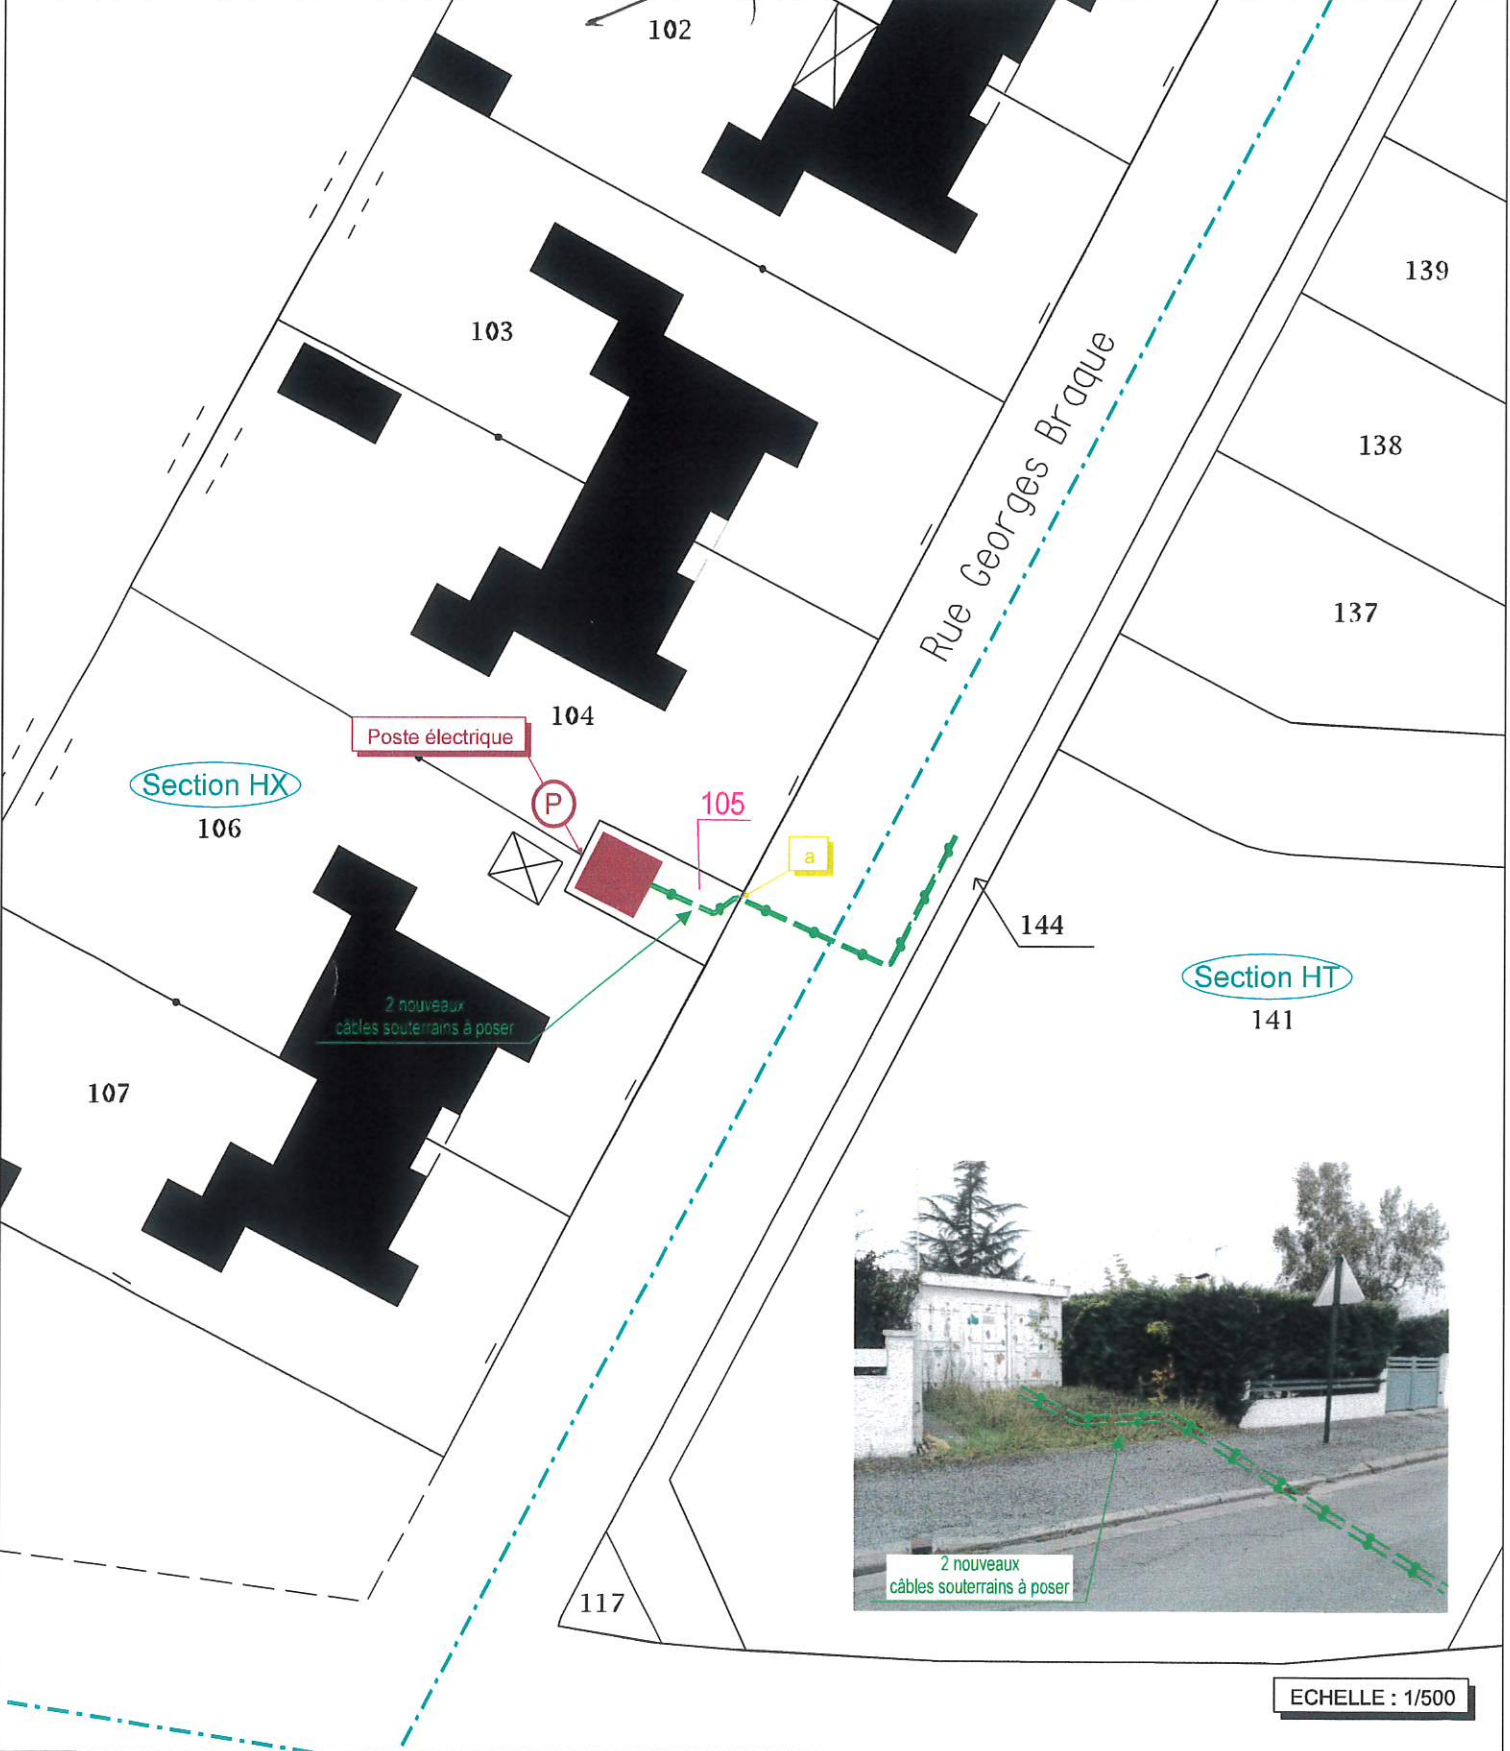 102
139
103
Rue Georges Braque
138
137
104
Poste électrique
Section HX
P
105
106
a
144
Section HT
141
2 nouveaux
câbles souterrains à poser
107
2 nouveaux
câbles souterrains à poser
117
ECHELLE : 1/500